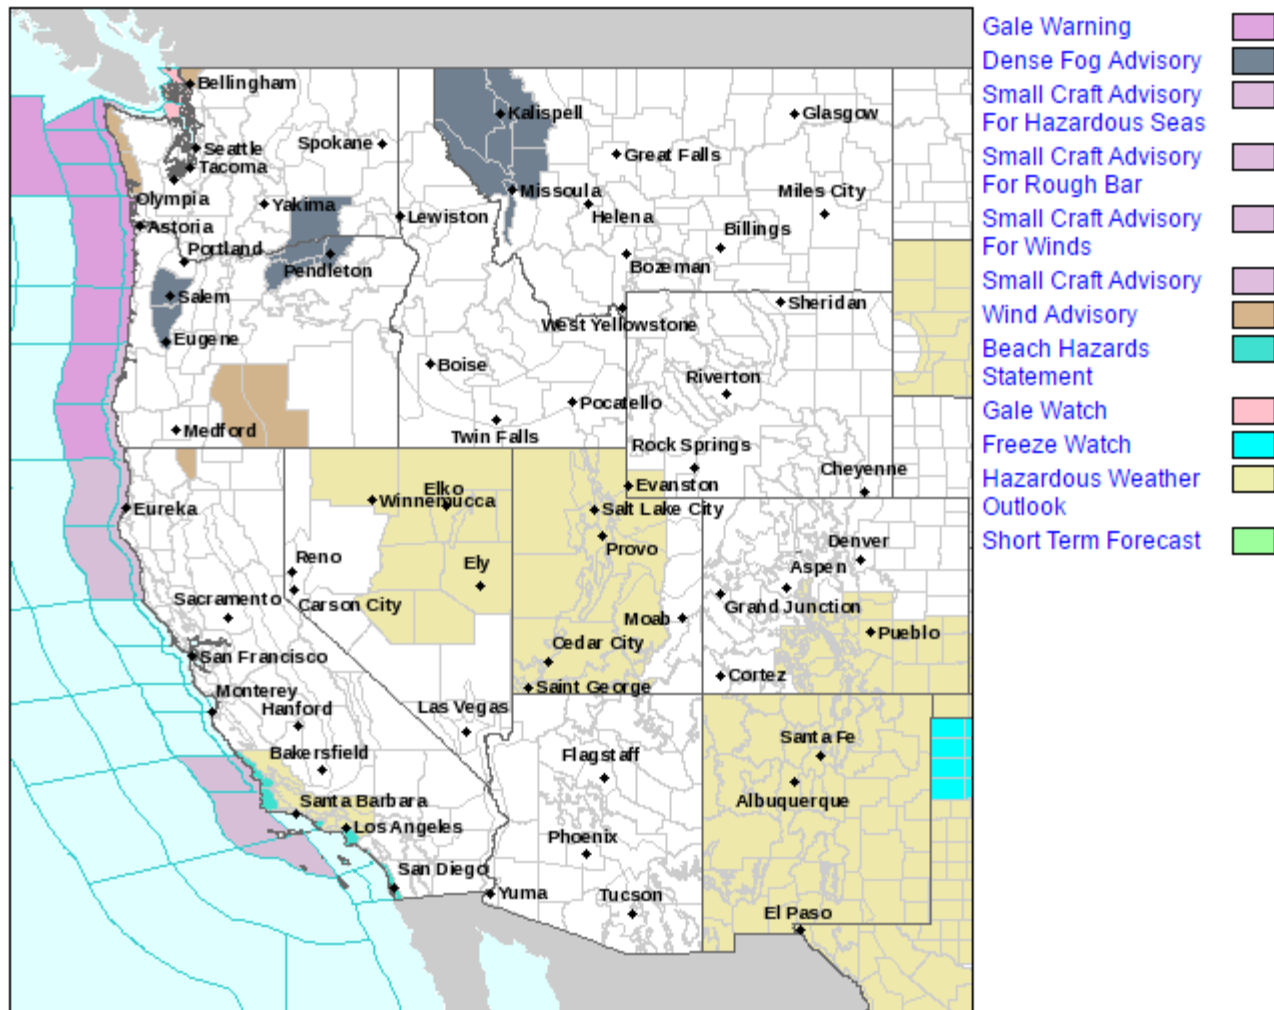 Bellingham
Seattle
Tacoma
Olympia
Spokane
Yakima
Astoria
Portland
Pendleton
Lewiston
Salem
Eugene
Medford
Kalispell
Missoula
Great Falls
Helena
Glasgow
Miles City
Billings
Bozeman
West Yellowstone
Sheridan
Boise
Pocatello
Twin Falls
Riverton
Rock Springs
Cheyenne
Evanston
Eureka
Winnemucca
Elko
Salt Lake City
Provo
Reno
Ely
Carson City
Sacramento
San Francisco
Monterey
Hanford
Bakersfield
Las Vegas
Moab
Cedar City
Saint George
Denver
Aspen
Grand Junction
Pueblo
Cortez
Santa Barbara
Los Angeles
San Diego
Yuma
Flagstaff
Phoenix
Tucson
Santa Fe
Albuquerque
El Paso
Gale Warning
Dense Fog Advisory
Small Craft Advisory
For Hazardous Seas
Small Craft Advisory
For Rough Bar
Small Craft Advisory
For Winds
Small Craft Advisory
Wind Advisory
Beach Hazards
Statement
Gale Watch
Freeze Watch
Hazardous Weather
Outlook
Short Term Forecast